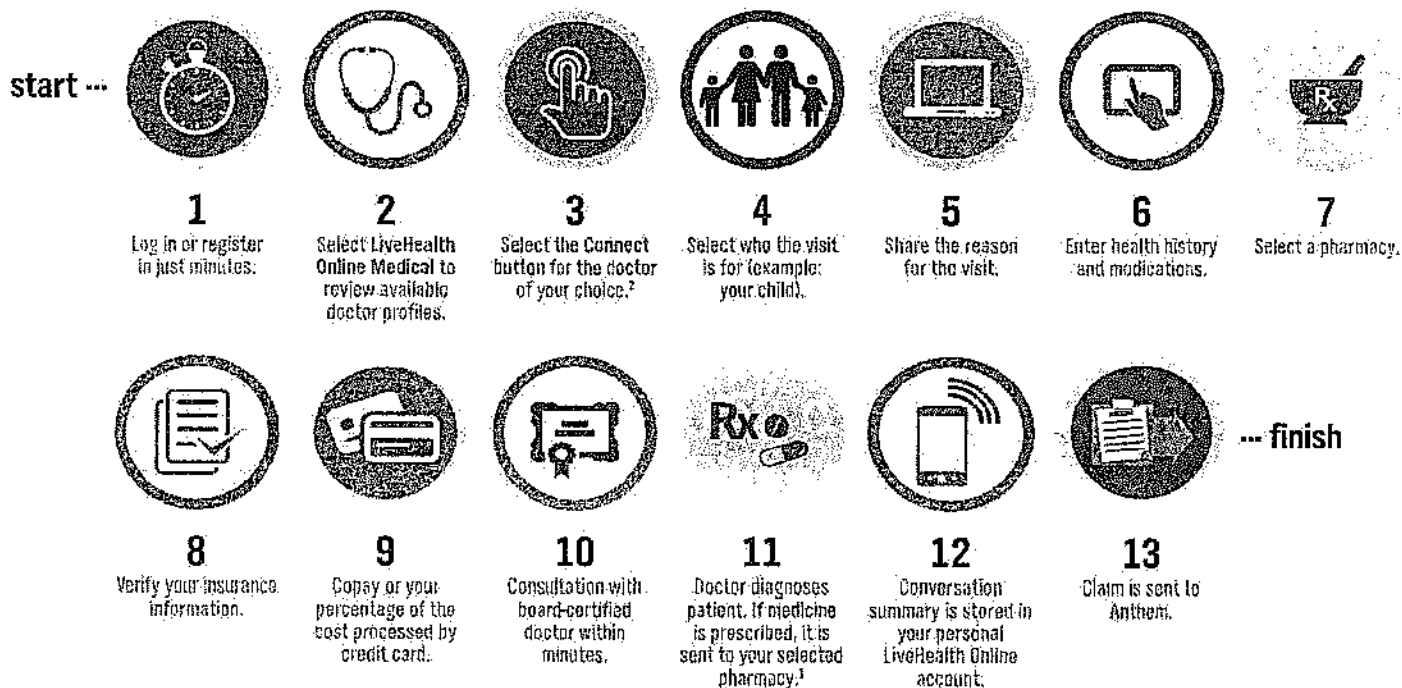 start ...
1
Log in or register
in just minutes.
2
Select LiveHealth
Online Medical to
review available
doctor profiles.
3
Select the Connect
button for the doctor
of your choice.²
4
Select who the visit
is for (example:
your child).
5
Share the reason
for the visit.
6
Enter health history
and medications.
Rx
7
Select a pharmacy.
8
Verify your insurance
information.
9
Copay or your
percentage of the
cost processed by
credit card.
10
Consultation with
board-certified
doctor within
minutes.
Rx
11
Doctor diagnoses
patient. If medicine
is prescribed, it is
sent to your selected
pharmacy.¹
12
Conversation
summary is stored in
your personal
LiveHealth Online
account.
13
Claim is sent to
Anthem.
... finish